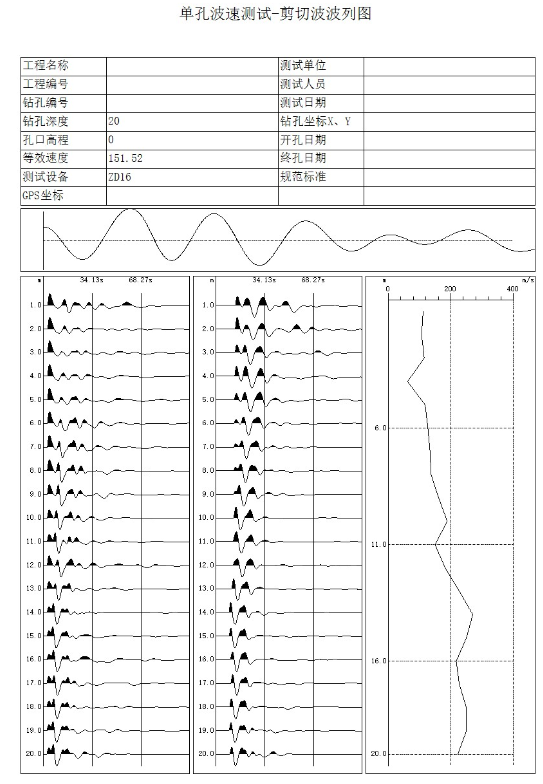 单孔波速测试-剪切波波列图
工程名称 测试单位
工程编号 测试人员
钻孔编号 测试日期
钻孔深度 20 钻孔坐标X、Y
孔口高程 0 开孔日期
等效速度 151.52 终孔日期
测试设备 ZD16 规范标准
GPS坐标
m 34.13s 68.27s m 34.13s 68.27s m m/s
0 200 400
1.0 1.0
2.0 2.0
3.0 3.0
4.0 4.0
5.0 5.0
6.0 6.0 6.0
7.0 7.0
8.0 8.0
9.0 9.0
10.0 10.0
11.0 11.0 11.0
12.0 12.0
13.0 13.0
14.0 14.0
15.0 15.0
16.0 16.0 16.0
17.0 17.0
18.0 18.0
19.0 19.0
20.0 20.0 20.0